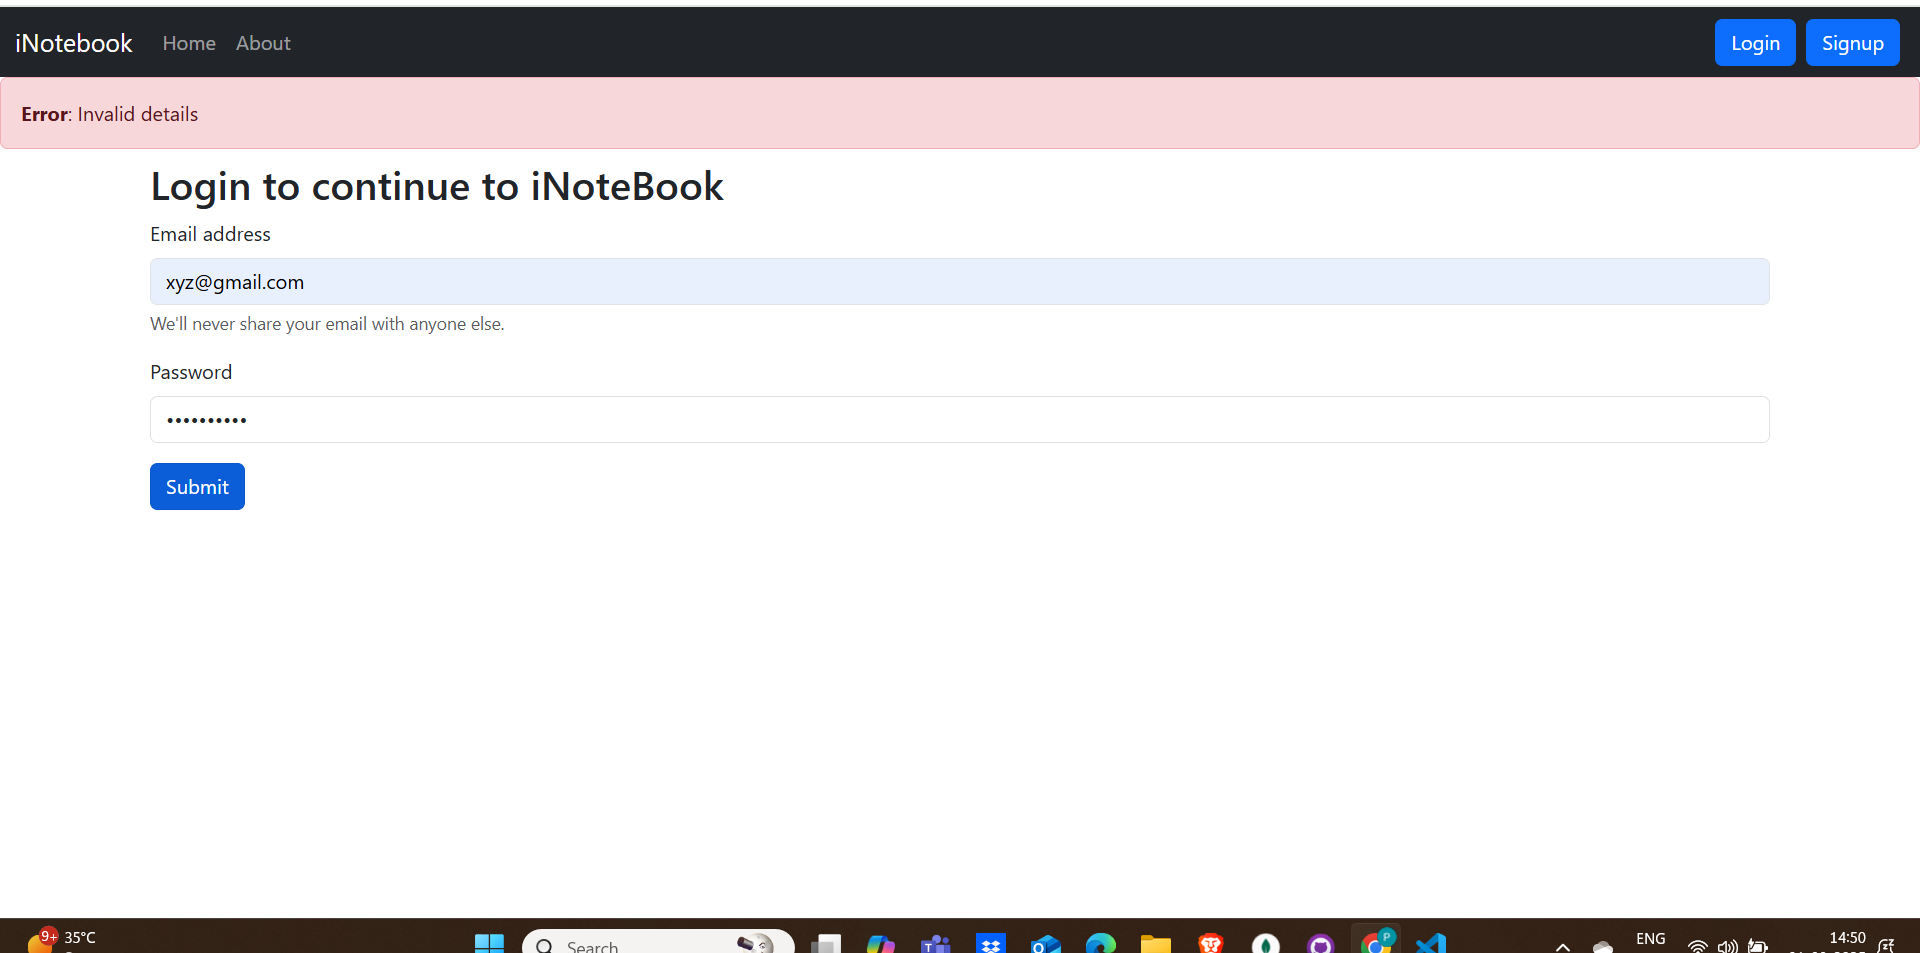 iNotebook Home About Login Signup
Error: Invalid details
Login to continue to iNoteBook
Email address
xyz@gmail.com
We'll never share your email with anyone else.
Password
••••••••••
Submit
9+ 35°C Search ENG 14:50